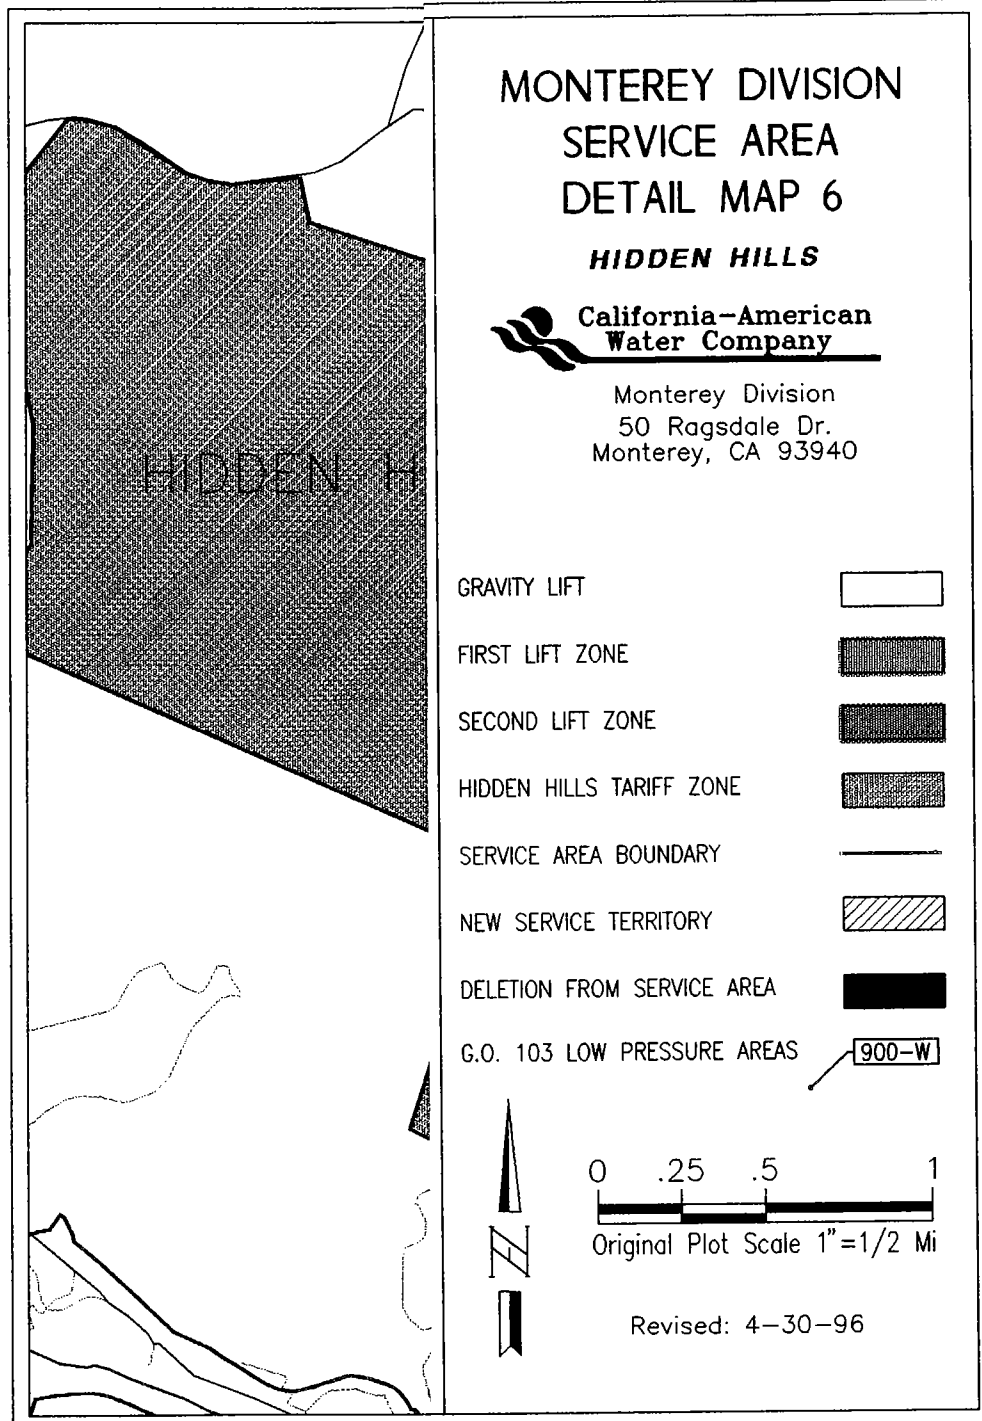 MONTEREY DIVISION
SERVICE AREA
DETAIL MAP 6
HIDDEN HILLS
California-American
Water Company
Monterey Division
50 Ragsdale Dr.
Monterey, CA 93940
HIDDEN H
GRAVITY LIFT
FIRST LIFT ZONE
SECOND LIFT ZONE
HIDDEN HILLS TARIFF ZONE
SERVICE AREA BOUNDARY
NEW SERVICE TERRITORY
DELETION FROM SERVICE AREA
G.O. 103 LOW PRESSURE AREAS 900-W
0 .25 .5 1
N
Original Plot Scale 1"=1/2 Mi
Revised: 4-30-96